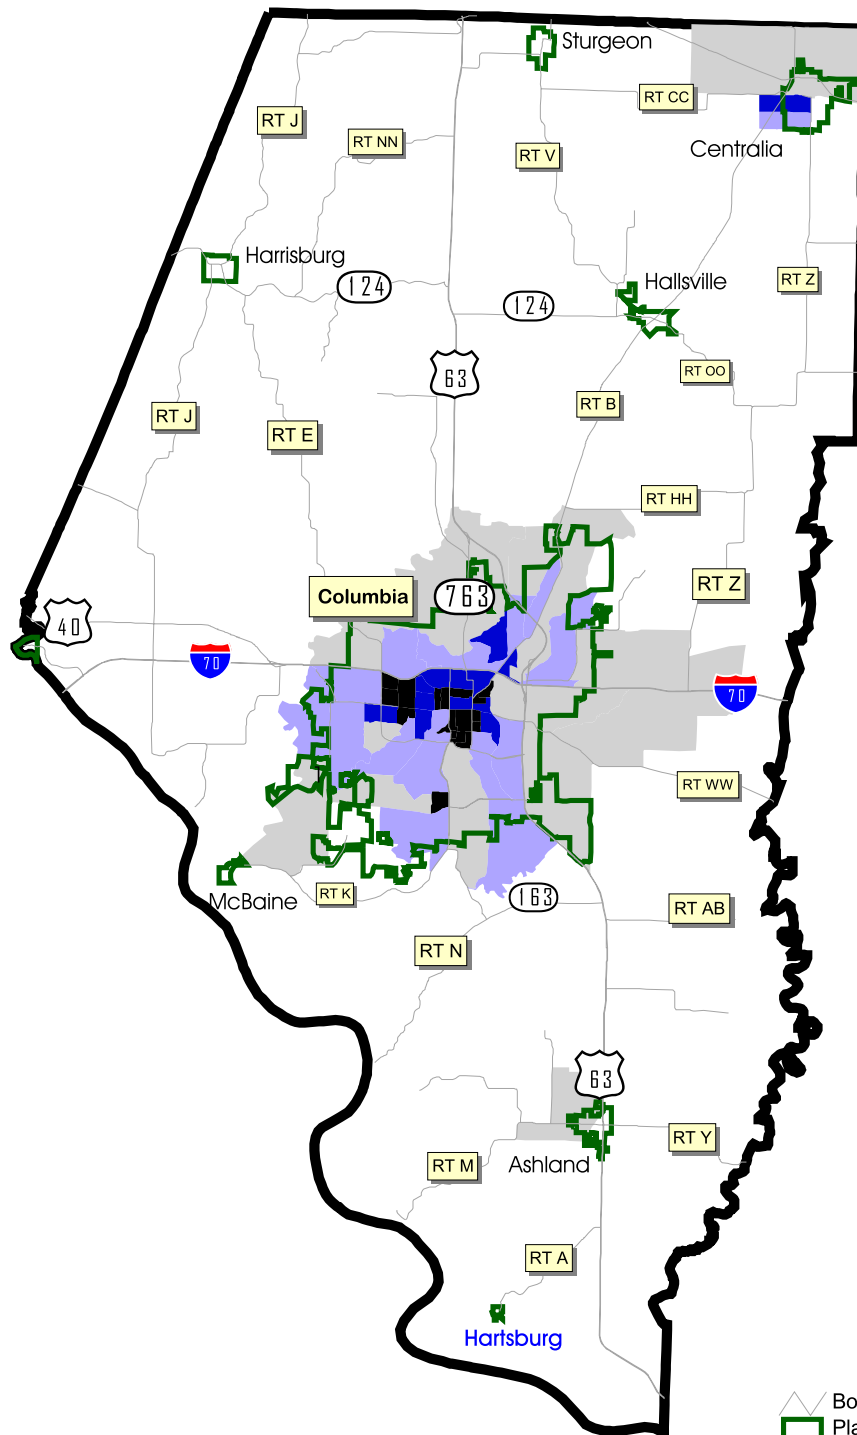 Sturgeon
RT CC
RT J
RT NN
RT V
Centralia
Harrisburg
124
Hallsville
RT Z
124
63
RT OO
RT J
RT E
RT B
RT HH
RT Z
Columbia
763
40
70
70
RT WW
McBaine
RT K
163
RT AB
RT N
63
RT Y
Ashland
RT M
RT A
Hartsburg
Bo
Pla